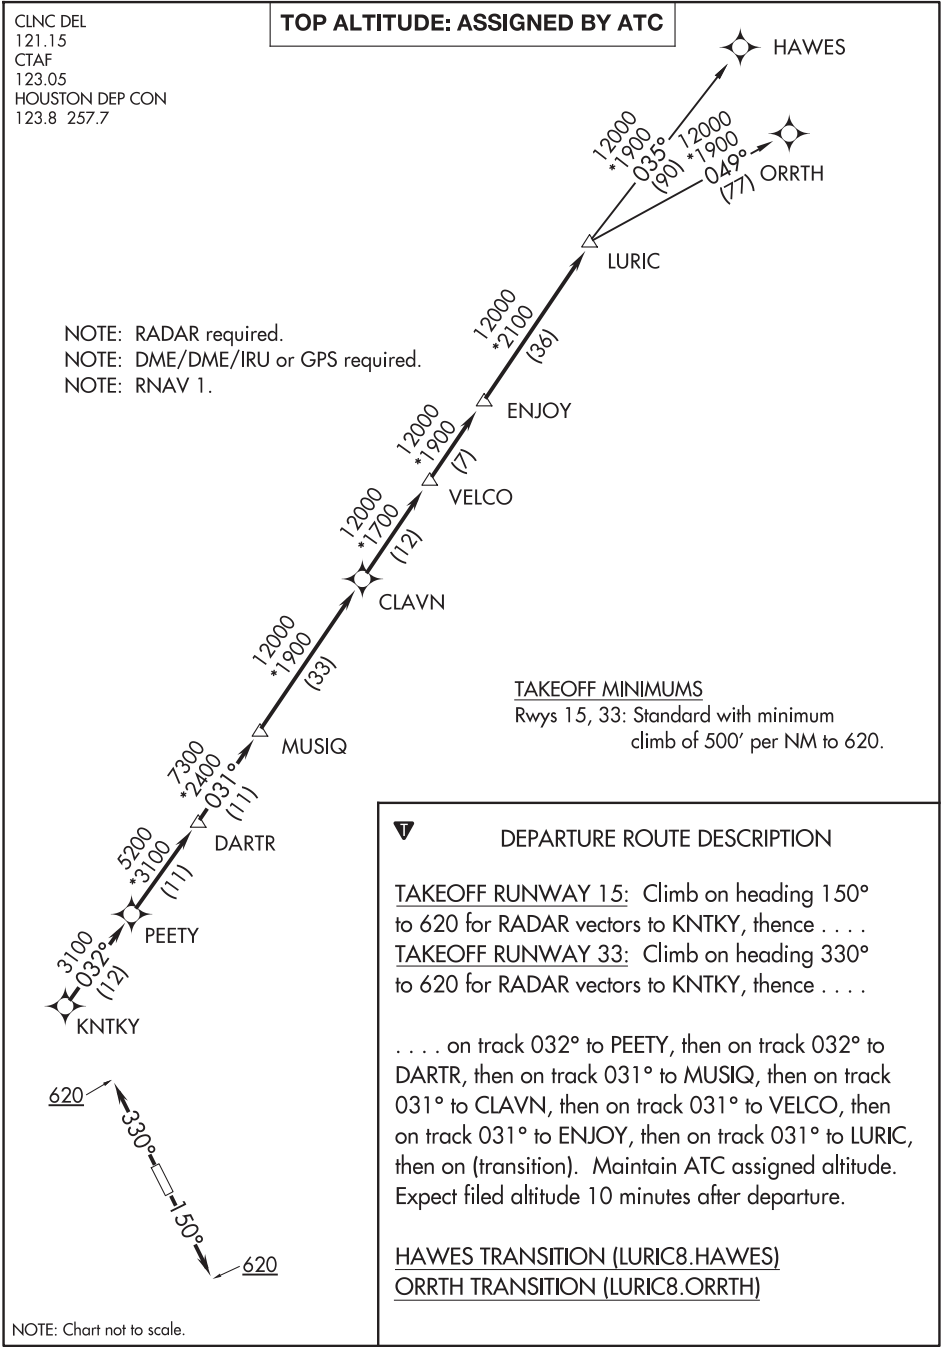 CLNC DEL
121.15
CTAF
123.05
HOUSTON DEP CON
123.8 257.7
TOP ALTITUDE: ASSIGNED BY ATC
HAWES
12000
*1900
035°
(90)
12000
*1900
049°
(77)
ORRTH
LURIC
12000
*2100
(36)
NOTE: RADAR required.
NOTE: DME/DME/IRU or GPS required.
NOTE: RNAV 1.
ENJOY
12000
*1900
(7)
VELCO
12000
*1700
(12)
CLAVN
12000
*1900
(33)
TAKEOFF MINIMUMS
Rwys 15, 33: Standard with minimum
climb of 500' per NM to 620.
MUSIQ
7300
*2400
031°
(11)
DARTR
5200
*3100
(11)
PEETY
3100
032°
(12)
KNTKY
620
330°
150°
620
NOTE: Chart not to scale.
T
DEPARTURE ROUTE DESCRIPTION
TAKEOFF RUNWAY 15: Climb on heading 150°
to 620 for RADAR vectors to KNTKY, thence . . . .
TAKEOFF RUNWAY 33: Climb on heading 330°
to 620 for RADAR vectors to KNTKY, thence . . . .
. . . . on track 032° to PEETY, then on track 032° to
DARTR, then on track 031° to MUSIQ, then on track
031° to CLAVN, then on track 031° to VELCO, then
on track 031° to ENJOY, then on track 031° to LURIC,
then on (transition). Maintain ATC assigned altitude.
Expect filed altitude 10 minutes after departure.
HAWES TRANSITION (LURIC8.HAWES)
ORRTH TRANSITION (LURIC8.ORRTH)